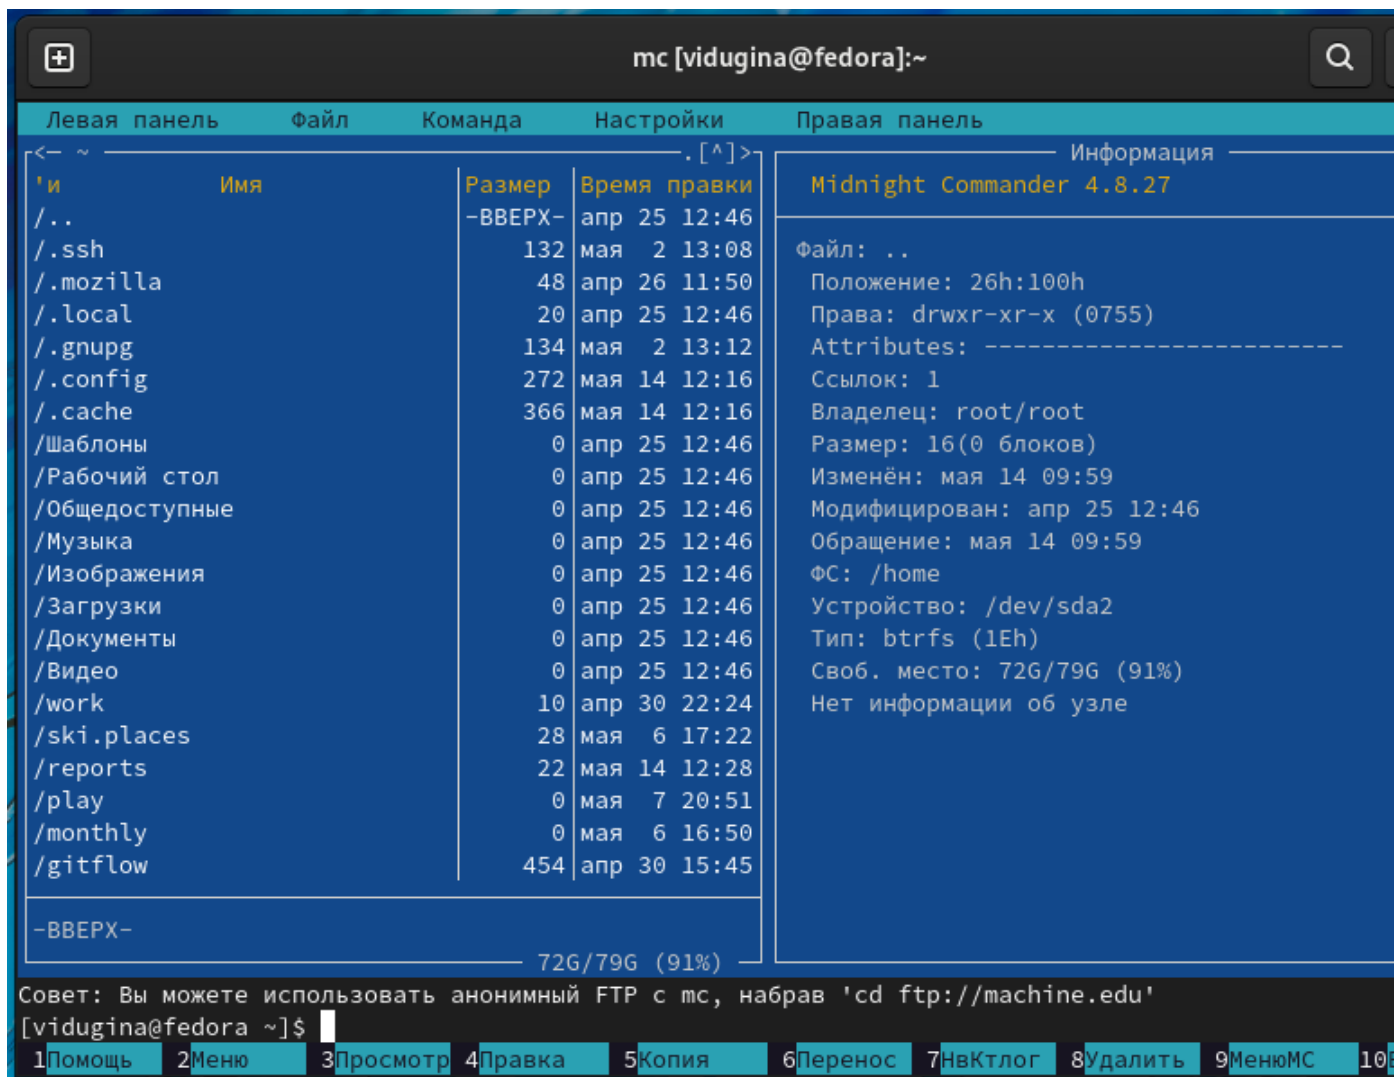 mc [vidugina@fedora]:~
Левая панель Файл Команда Настройки Правая панель
<— ~ .[^]>
'и Имя Размер Время правки
/.. -ВВЕРХ- апр 25 12:46
/.ssh 132 мая 2 13:08
/.mozilla 48 апр 26 11:50
/.local 20 апр 25 12:46
/.gnupg 134 мая 2 13:12
/.config 272 мая 14 12:16
/.cache 366 мая 14 12:16
/Шаблоны 0 апр 25 12:46
/Рабочий стол 0 апр 25 12:46
/Общедоступные 0 апр 25 12:46
/Музыка 0 апр 25 12:46
/Изображения 0 апр 25 12:46
/Загрузки 0 апр 25 12:46
/Документы 0 апр 25 12:46
/Видео 0 апр 25 12:46
/work 10 апр 30 22:24
/ski.places 28 мая 6 17:22
/reports 22 мая 14 12:28
/play 0 мая 7 20:51
/monthly 0 мая 6 16:50
/gitflow 454 апр 30 15:45
-ВВЕРХ-
72G/79G (91%)
Информация
Midnight Commander 4.8.27
Файл: ..
Положение: 26h:100h
Права: drwxr-xr-x (0755)
Attributes: -------------------------
Ссылок: 1
Владелец: root/root
Размер: 16(0 блоков)
Изменён: мая 14 09:59
Модифицирован: апр 25 12:46
Обращение: мая 14 09:59
ФС: /home
Устройство: /dev/sda2
Тип: btrfs (1Eh)
Своб. место: 72G/79G (91%)
Нет информации об узле
Совет: Вы можете использовать анонимный FTP с mc, набрав 'cd ftp://machine.edu'
[vidugina@fedora ~]$
1Помощь 2Меню 3Просмотр 4Правка 5Копия 6Перенос 7НвКтлог 8Удалить 9МенюMC 10